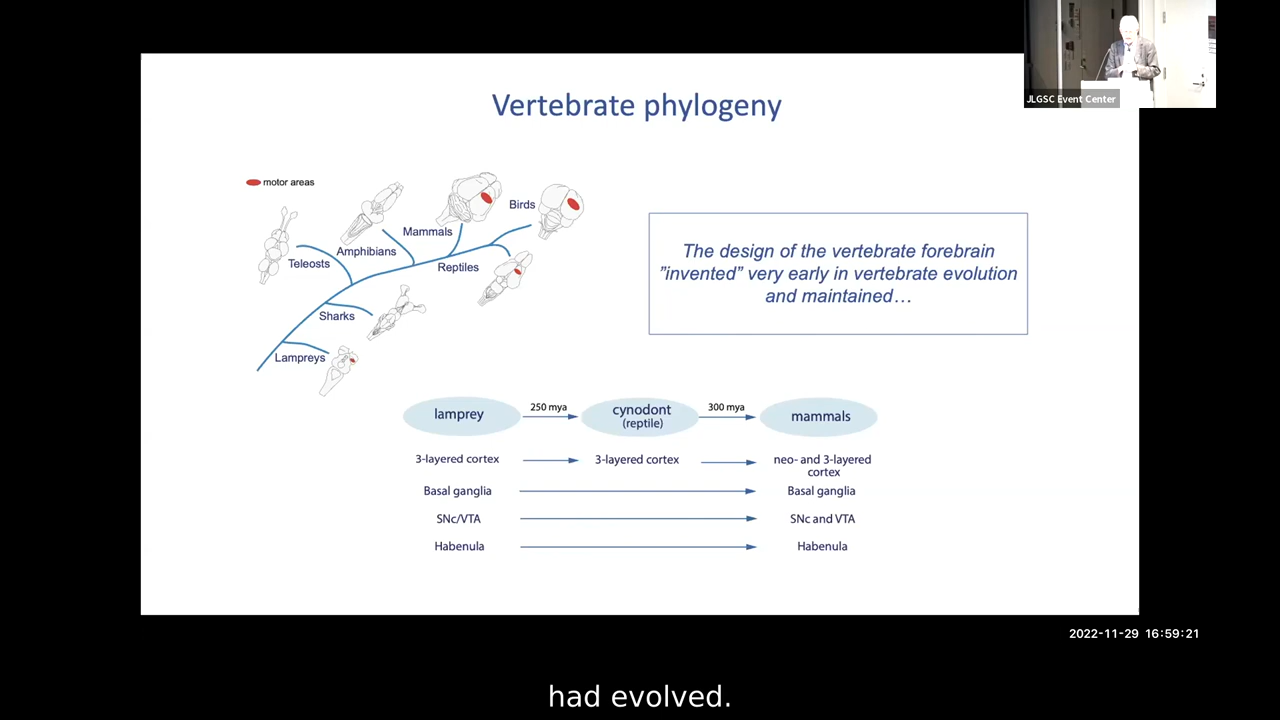 JLGSC Event Center
Vertebrate phylogeny
motor areas
Birds
Mammals
Amphibians
Teleosts
Reptiles
Sharks
Lampreys
The design of the vertebrate forebrain
"invented" very early in vertebrate evolution
and maintained...
lamprey
250 mya
cynodont
(reptile)
300 mya
mammals
3-layered cortex
3-layered cortex
neo- and 3-layered
cortex
Basal ganglia
Basal ganglia
SNc/VTA
SNc and VTA
Habenula
Habenula
2022-11-29 16:59:21
had evolved.